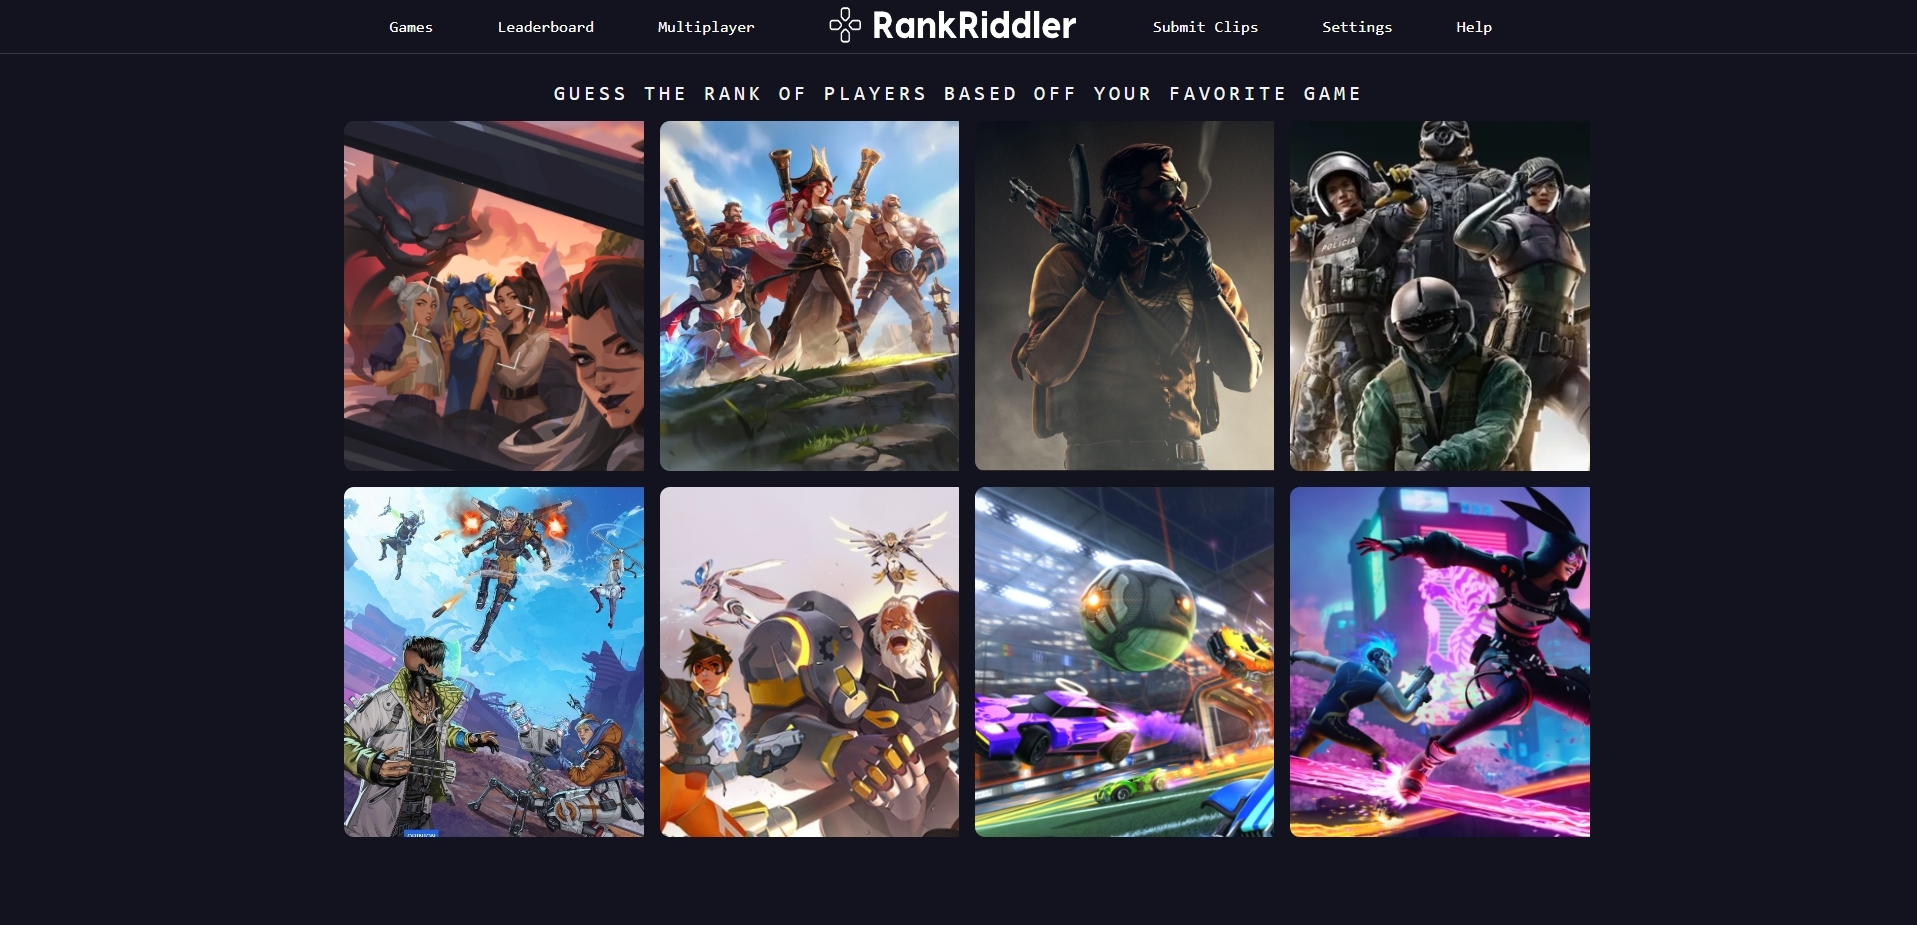 Games Leaderboard Multiplayer RankRiddler Submit Clips Settings Help
GUESS THE RANK OF PLAYERS BASED OFF YOUR FAVORITE GAME
POLICIA
OPINION